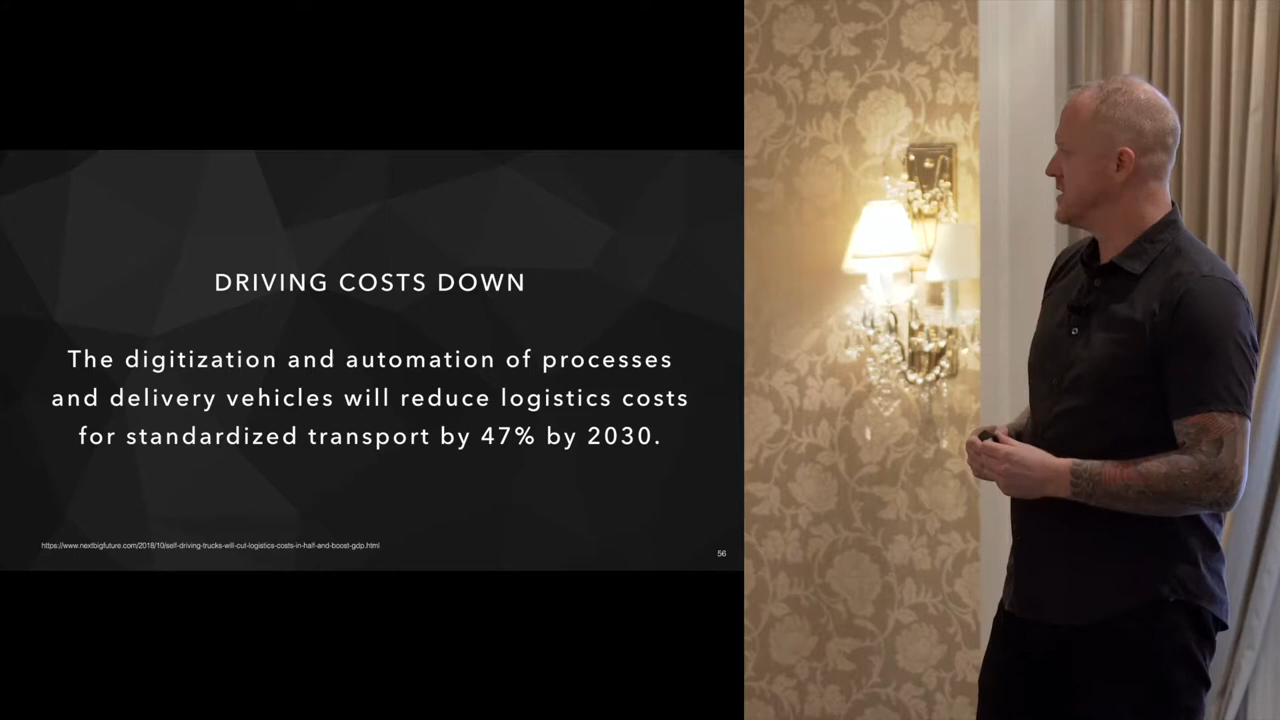 DRIVING COSTS DOWN
The digitization and automation of processes
and delivery vehicles will reduce logistics costs
for standardized transport by 47% by 2030.
https://www.nextbigfuture.com/2018/10/self-driving-trucks-will-cut-logistics-costs-in-half-and-boost-gdp.html
56